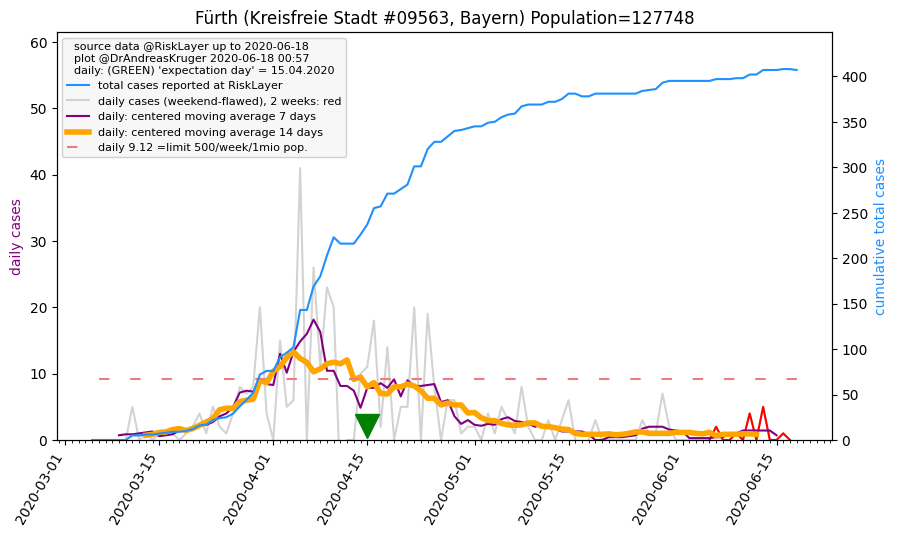 Fürth (Kreisfreie Stadt #09563, Bayern) Population=127748
source data @RiskLayer up to 2020-06-18
plot @DrAndreasKruger 2020-06-18 00:57
daily: (GREEN) 'expectation day' = 15.04.2020
total cases reported at RiskLayer
daily cases (weekend-flawed), 2 weeks: red
daily: centered moving average 7 days
daily: centered moving average 14 days
daily 9.12 =limit 500/week/1mio pop.
daily cases
60
50
40
30
20
10
0
cumulative total cases
400
350
300
250
200
150
100
50
0
2020-03-01
2020-03-15
2020-04-01
2020-04-15
2020-05-01
2020-05-15
2020-06-01
2020-06-15